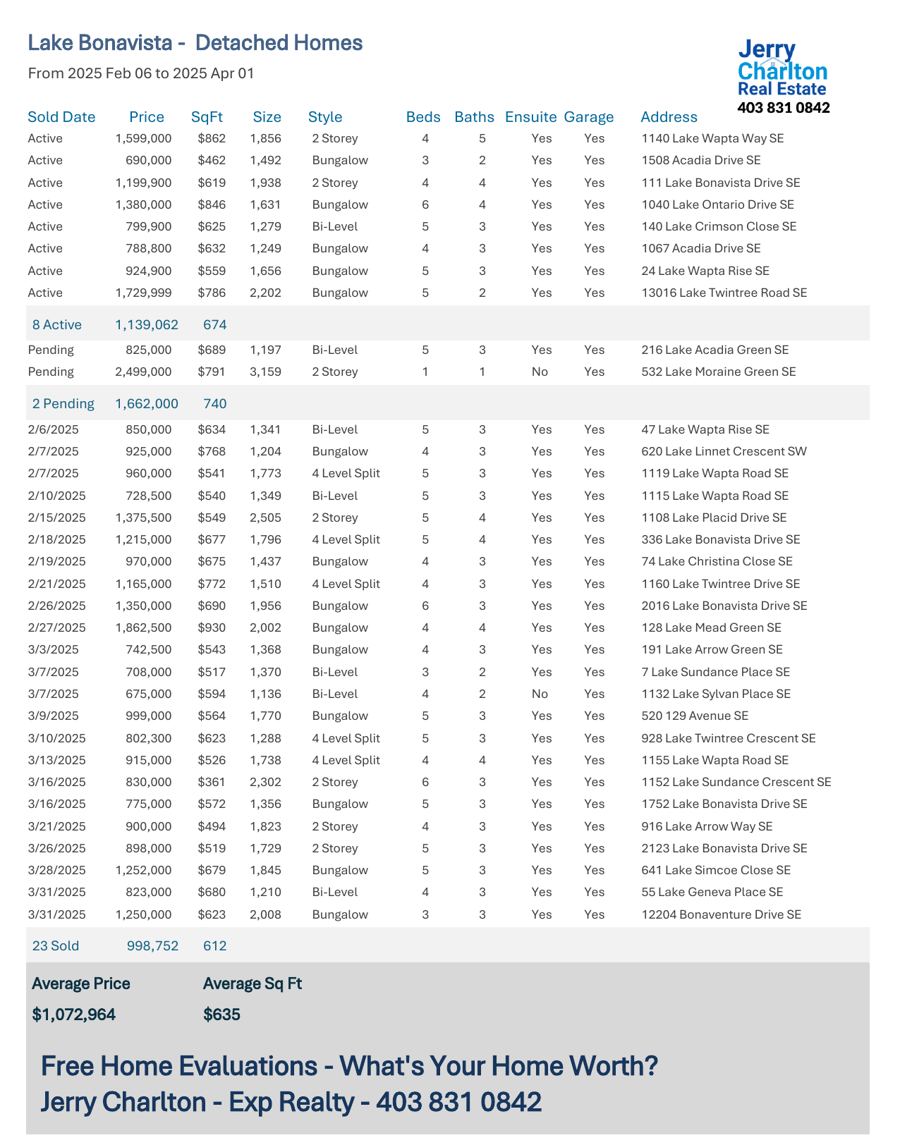 Lake Bonavista - Detached Homes
From 2025 Feb 06 to 2025 Apr 01
Jerry
Charlton
Real Estate
403 831 0842
Sold Date Price SqFt Size Style Beds Baths Ensuite Garage Address
Active 1,599,000 $862 1,856 2 Storey 4 5 Yes Yes 1140 Lake Wapta Way SE
Active 690,000 $462 1,492 Bungalow 3 2 Yes Yes 1508 Acadia Drive SE
Active 1,199,900 $619 1,938 2 Storey 4 4 Yes Yes 111 Lake Bonavista Drive SE
Active 1,380,000 $846 1,631 Bungalow 6 4 Yes Yes 1040 Lake Ontario Drive SE
Active 799,900 $625 1,279 Bi-Level 5 3 Yes Yes 140 Lake Crimson Close SE
Active 788,800 $632 1,249 Bungalow 4 3 Yes Yes 1067 Acadia Drive SE
Active 924,900 $559 1,656 Bungalow 5 3 Yes Yes 24 Lake Wapta Rise SE
Active 1,729,999 $786 2,202 Bungalow 5 2 Yes Yes 13016 Lake Twintree Road SE
8 Active 1,139,062 674
Pending 825,000 $689 1,197 Bi-Level 5 3 Yes Yes 216 Lake Acadia Green SE
Pending 2,499,000 $791 3,159 2 Storey 1 1 No Yes 532 Lake Moraine Green SE
2 Pending 1,662,000 740
2/6/2025 850,000 $634 1,341 Bi-Level 5 3 Yes Yes 47 Lake Wapta Rise SE
2/7/2025 925,000 $768 1,204 Bungalow 4 3 Yes Yes 620 Lake Linnet Crescent SW
2/7/2025 960,000 $541 1,773 4 Level Split 5 3 Yes Yes 1119 Lake Wapta Road SE
2/10/2025 728,500 $540 1,349 Bi-Level 5 3 Yes Yes 1115 Lake Wapta Road SE
2/15/2025 1,375,500 $549 2,505 2 Storey 5 4 Yes Yes 1108 Lake Placid Drive SE
2/18/2025 1,215,000 $677 1,796 4 Level Split 5 4 Yes Yes 336 Lake Bonavista Drive SE
2/19/2025 970,000 $675 1,437 Bungalow 4 3 Yes Yes 74 Lake Christina Close SE
2/21/2025 1,165,000 $772 1,510 4 Level Split 4 3 Yes Yes 1160 Lake Twintree Drive SE
2/26/2025 1,350,000 $690 1,956 Bungalow 6 3 Yes Yes 2016 Lake Bonavista Drive SE
2/27/2025 1,862,500 $930 2,002 Bungalow 4 4 Yes Yes 128 Lake Mead Green SE
3/3/2025 742,500 $543 1,368 Bungalow 4 3 Yes Yes 191 Lake Arrow Green SE
3/7/2025 708,000 $517 1,370 Bi-Level 3 2 Yes Yes 7 Lake Sundance Place SE
3/7/2025 675,000 $594 1,136 Bi-Level 4 2 No Yes 1132 Lake Sylvan Place SE
3/9/2025 999,000 $564 1,770 Bungalow 5 3 Yes Yes 520 129 Avenue SE
3/10/2025 802,300 $623 1,288 4 Level Split 5 3 Yes Yes 928 Lake Twintree Crescent SE
3/13/2025 915,000 $526 1,738 4 Level Split 4 4 Yes Yes 1155 Lake Wapta Road SE
3/16/2025 830,000 $361 2,302 2 Storey 6 3 Yes Yes 1152 Lake Sundance Crescent SE
3/16/2025 775,000 $572 1,356 Bungalow 5 3 Yes Yes 1752 Lake Bonavista Drive SE
3/21/2025 900,000 $494 1,823 2 Storey 4 3 Yes Yes 916 Lake Arrow Way SE
3/26/2025 898,000 $519 1,729 2 Storey 5 3 Yes Yes 2123 Lake Bonavista Drive SE
3/28/2025 1,252,000 $679 1,845 Bungalow 5 3 Yes Yes 641 Lake Simcoe Close SE
3/31/2025 823,000 $680 1,210 Bi-Level 4 3 Yes Yes 55 Lake Geneva Place SE
3/31/2025 1,250,000 $623 2,008 Bungalow 3 3 Yes Yes 12204 Bonaventure Drive SE
23 Sold 998,752 612
Average Price Average Sq Ft
$1,072,964 $635
Free Home Evaluations - What's Your Home Worth?
Jerry Charlton - Exp Realty - 403 831 0842